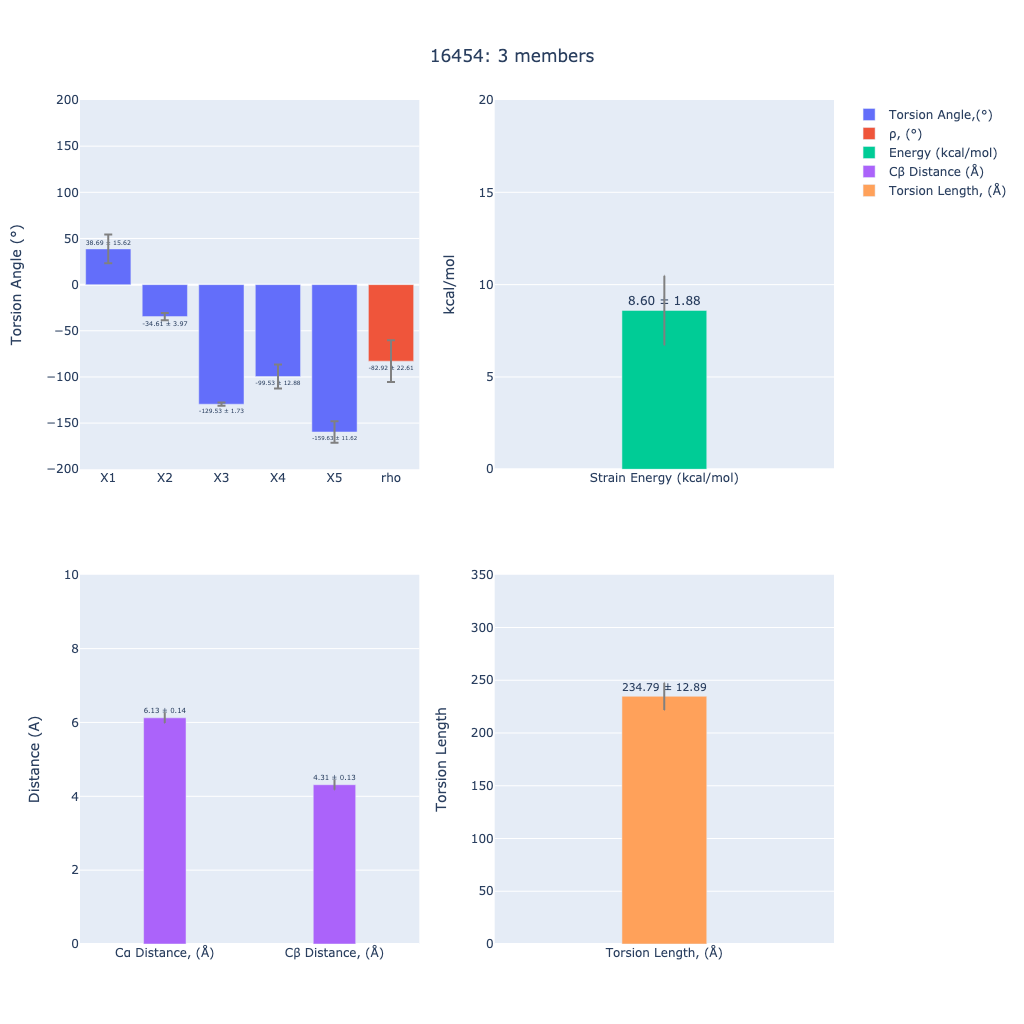 16454: 3 members
Torsion Angle (°)
200
150
100
50
0
−50
−100
−150
−200
38.69 ± 15.62
-34.61 ± 3.97
-129.53 ± 1.73
-99.53 ± 12.88
-159.63 ± 11.62
-82.92 ± 22.61
X1
X2
X3
X4
X5
rho
kcal/mol
20
15
10
5
0
8.60 ± 1.88
Strain Energy (kcal/mol)
Torsion Angle,(°)
ρ, (°)
Energy (kcal/mol)
Cβ Distance (Å)
Torsion Length, (Å)
Distance (A)
10
8
6
4
2
0
6.13 ± 0.14
4.31 ± 0.13
Cα Distance, (Å)
Cβ Distance, (Å)
Torsion Length
350
300
250
200
150
100
50
0
234.79 ± 12.89
Torsion Length, (Å)